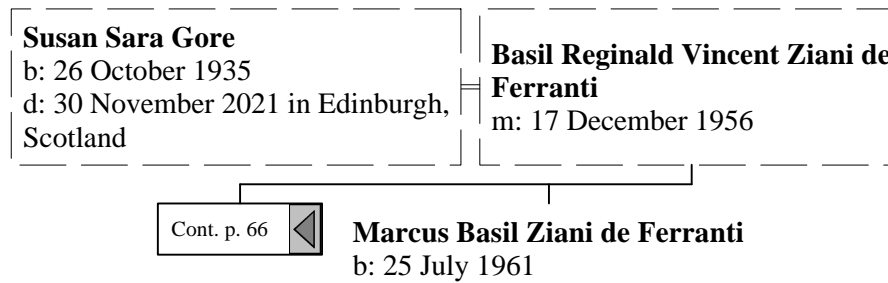 Susan Sara Gore
b: 26 October 1935
d: 30 November 2021 in Edinburgh,
Scotland
Basil Reginald Vincent Ziani de
Ferranti
m: 17 December 1956
Cont. p. 66
Marcus Basil Ziani de Ferranti
b: 25 July 1961